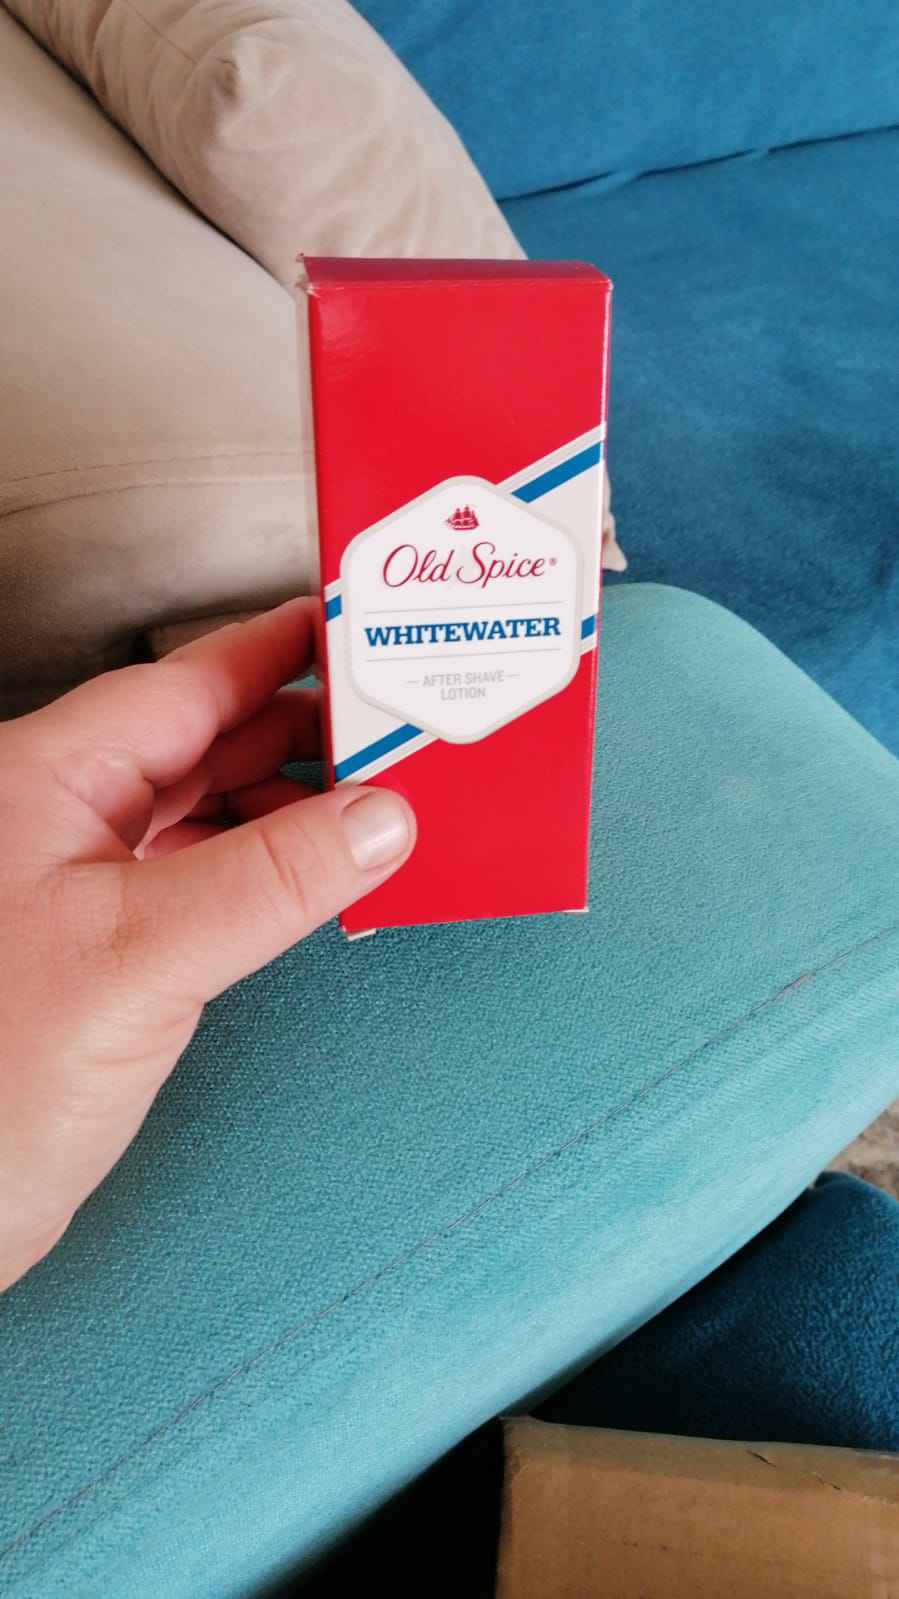 Old Spice®
WHITEWATER
— AFTER SHAVE —
LOTION